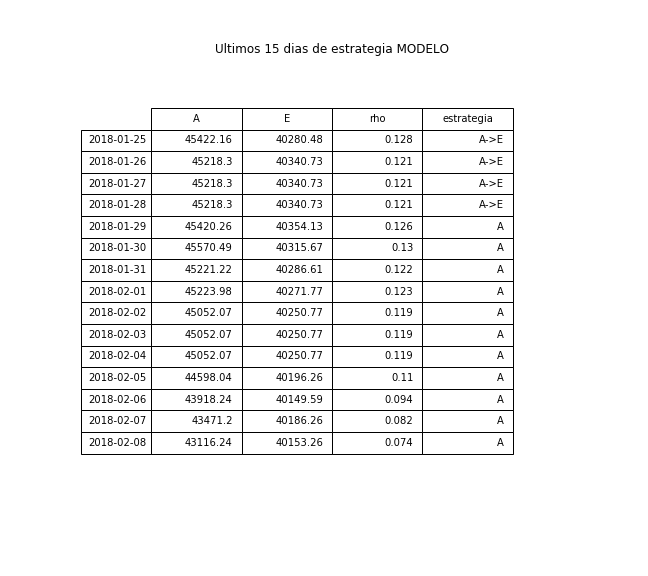 Ultimos 15 dias de estrategia MODELO
A E rho estrategia
2018-01-25 45422.16 40280.48 0.128 A->E
2018-01-26 45218.3 40340.73 0.121 A->E
2018-01-27 45218.3 40340.73 0.121 A->E
2018-01-28 45218.3 40340.73 0.121 A->E
2018-01-29 45420.26 40354.13 0.126 A
2018-01-30 45570.49 40315.67 0.13 A
2018-01-31 45221.22 40286.61 0.122 A
2018-02-01 45223.98 40271.77 0.123 A
2018-02-02 45052.07 40250.77 0.119 A
2018-02-03 45052.07 40250.77 0.119 A
2018-02-04 45052.07 40250.77 0.119 A
2018-02-05 44598.04 40196.26 0.11 A
2018-02-06 43918.24 40149.59 0.094 A
2018-02-07 43471.2 40186.26 0.082 A
2018-02-08 43116.24 40153.26 0.074 A